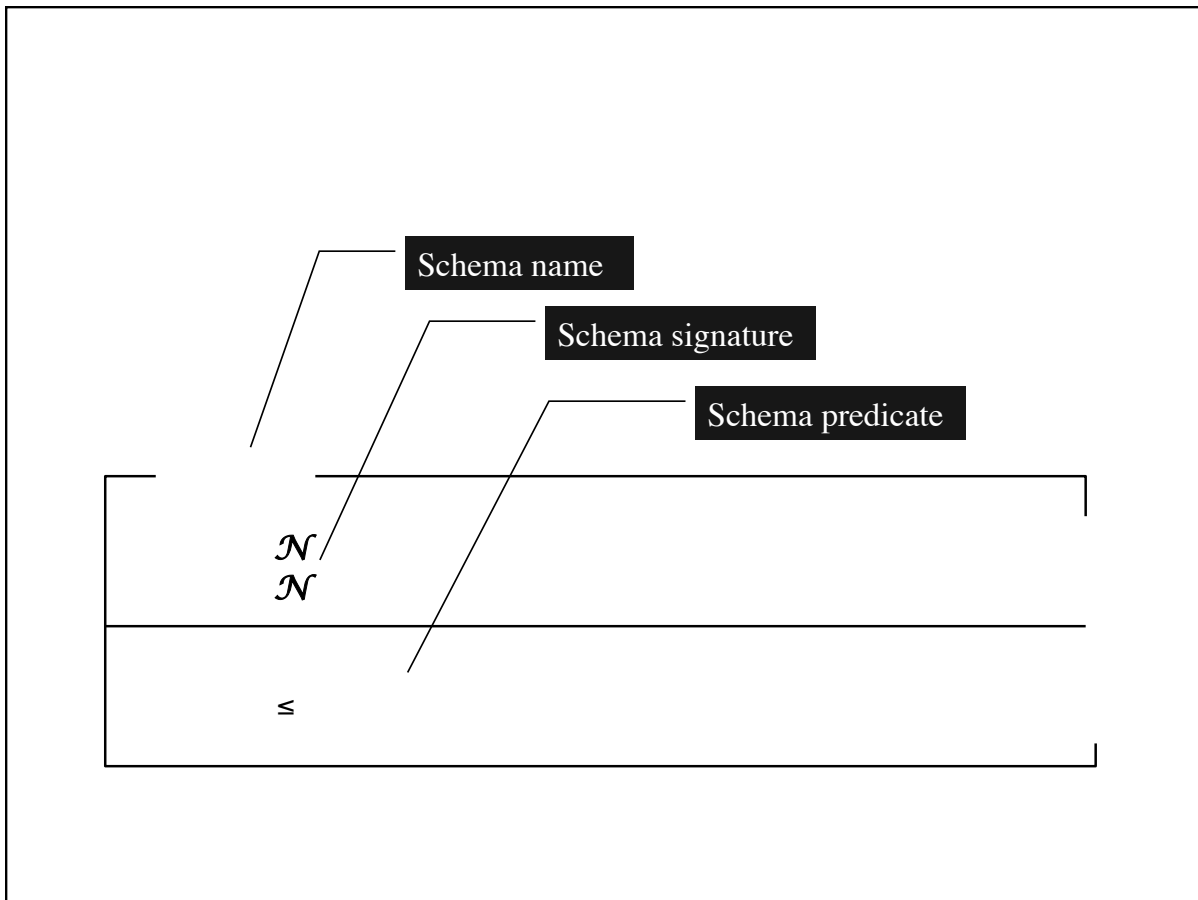 Schema name
Schema signature
Schema predicate
𝒩
𝒩
≤